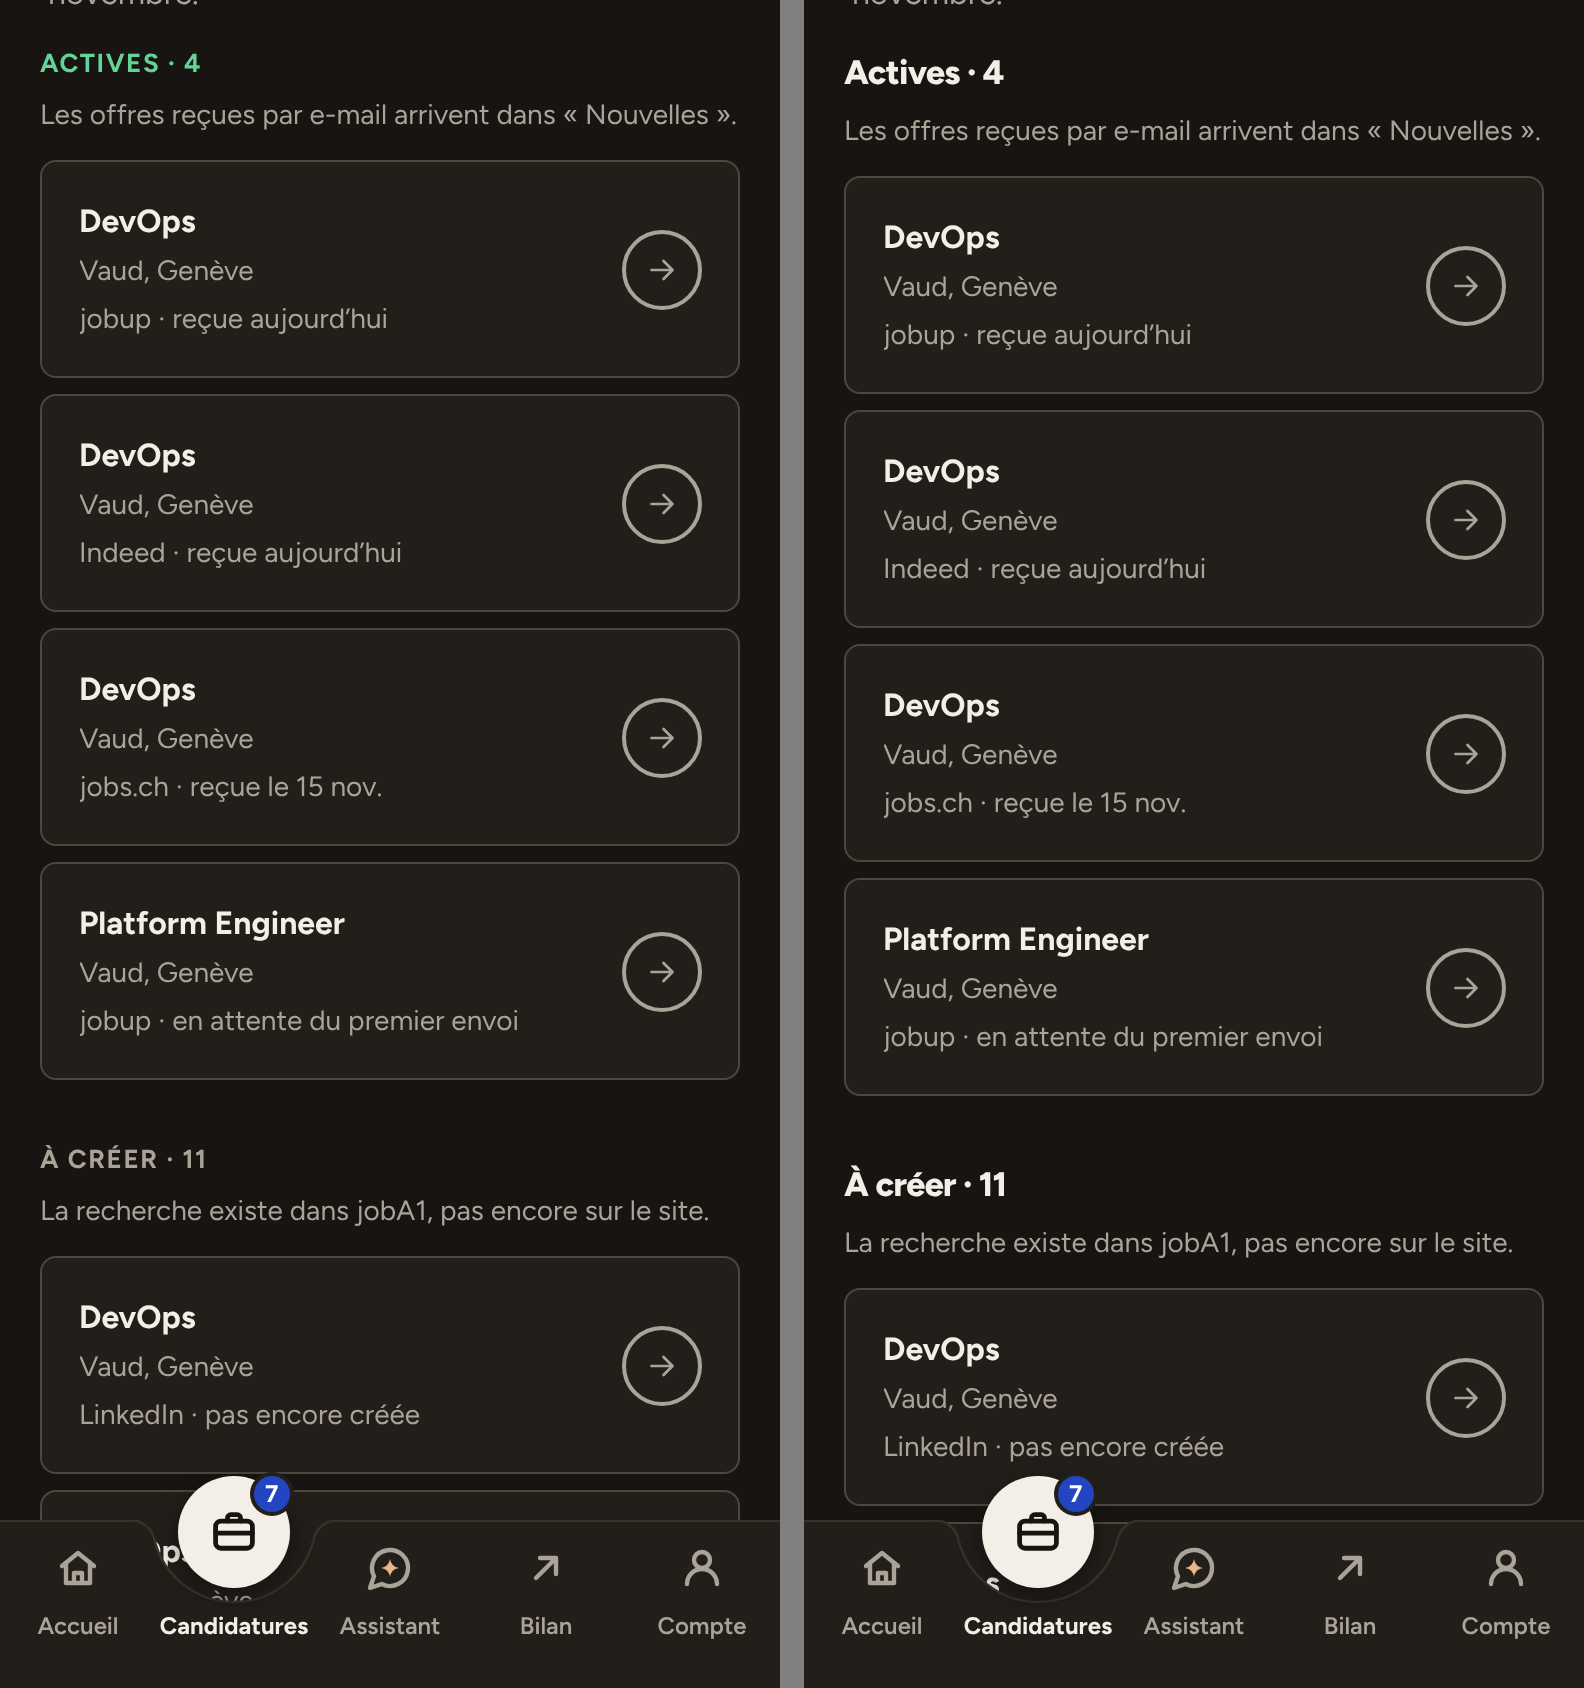 novembre.
ACTIVES · 4
Les offres reçues par e-mail arrivent dans « Nouvelles ».
DevOps
Vaud, Genève
jobup · reçue aujourd’hui
DevOps
Vaud, Genève
Indeed · reçue aujourd’hui
DevOps
Vaud, Genève
jobs.ch · reçue le 15 nov.
Platform Engineer
Vaud, Genève
jobup · en attente du premier envoi
À CRÉER · 11
La recherche existe dans jobA1, pas encore sur le site.
DevOps
Vaud, Genève
LinkedIn · pas encore créée
7
Accueil
Candidatures
Assistant
Bilan
Compte
novembre.
Actives · 4
Les offres reçues par e-mail arrivent dans « Nouvelles ».
DevOps
Vaud, Genève
jobup · reçue aujourd’hui
DevOps
Vaud, Genève
Indeed · reçue aujourd’hui
DevOps
Vaud, Genève
jobs.ch · reçue le 15 nov.
Platform Engineer
Vaud, Genève
jobup · en attente du premier envoi
À créer · 11
La recherche existe dans jobA1, pas encore sur le site.
DevOps
Vaud, Genève
LinkedIn · pas encore créée
7
Accueil
Candidatures
Assistant
Bilan
Compte